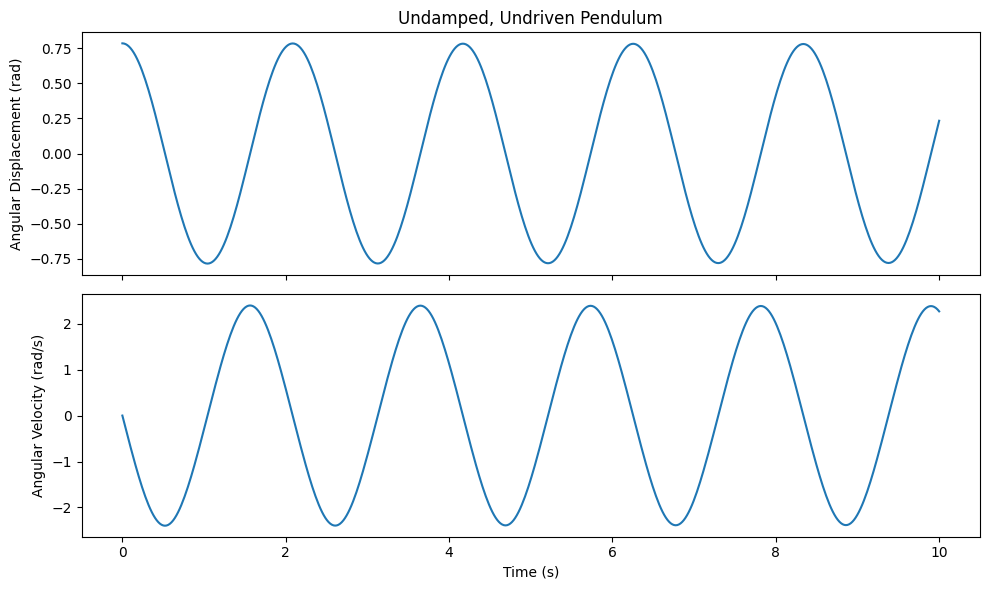 Undamped, Undriven Pendulum
Angular Displacement (rad)
0.75
0.50
0.25
0.00
−0.25
−0.50
−0.75
Angular Velocity (rad/s)
2
1
0
−1
−2
0 2 4 6 8 10
Time (s)